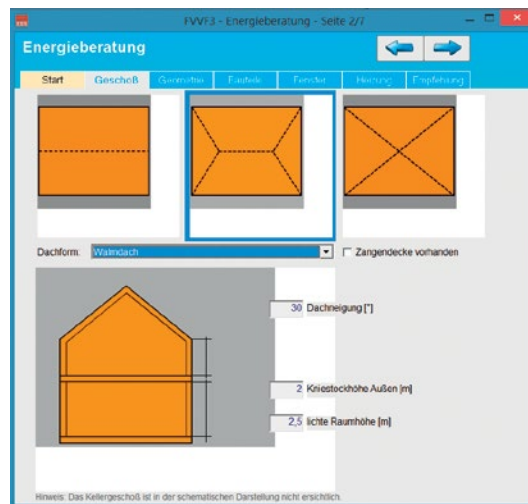 FVVF3 - Energieberatung - Seite 2/7
Energieberatung
Start Geschoß Geometrie Bauteile Fenster Heizung Empfehlung
Dachform: Walmdach Zangendecke vorhanden
30 Dachneigung [°]
2 Kniestockhöhe Außen [m]
2,5 lichte Raumhöhe [m]
Hinweis: Das Kellergeschoß ist in der schematischen Darstellung nicht ersichtlich.